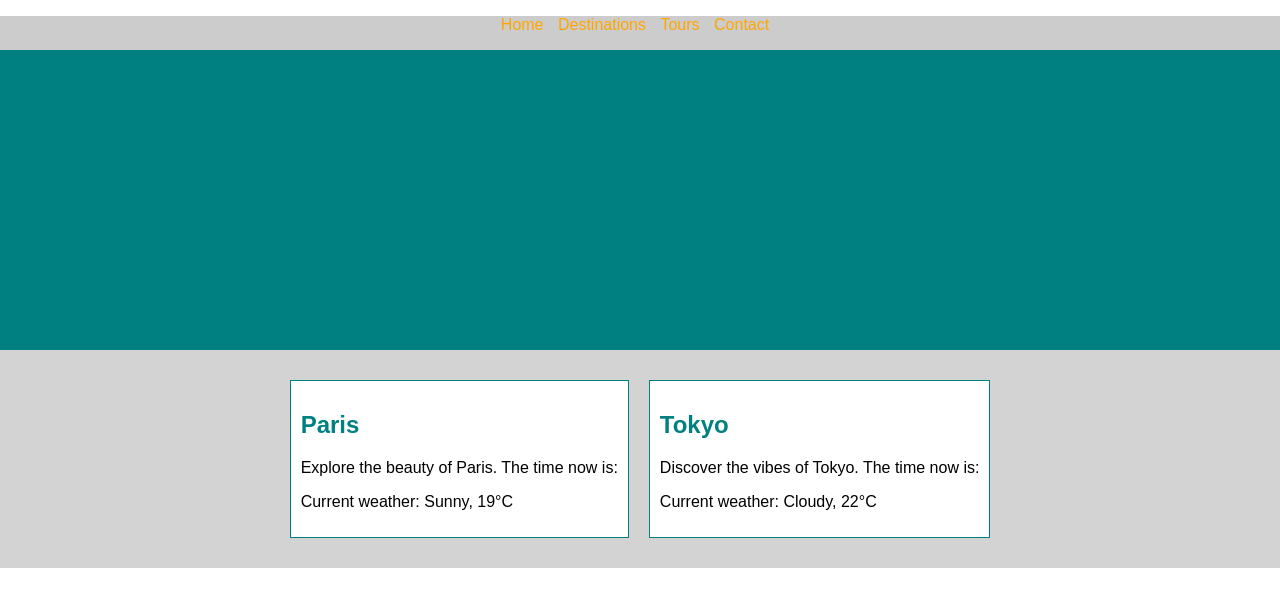 Home Destinations Tours Contact
Paris
Explore the beauty of Paris. The time now is:
Current weather: Sunny, 19°C
Tokyo
Discover the vibes of Tokyo. The time now is:
Current weather: Cloudy, 22°C